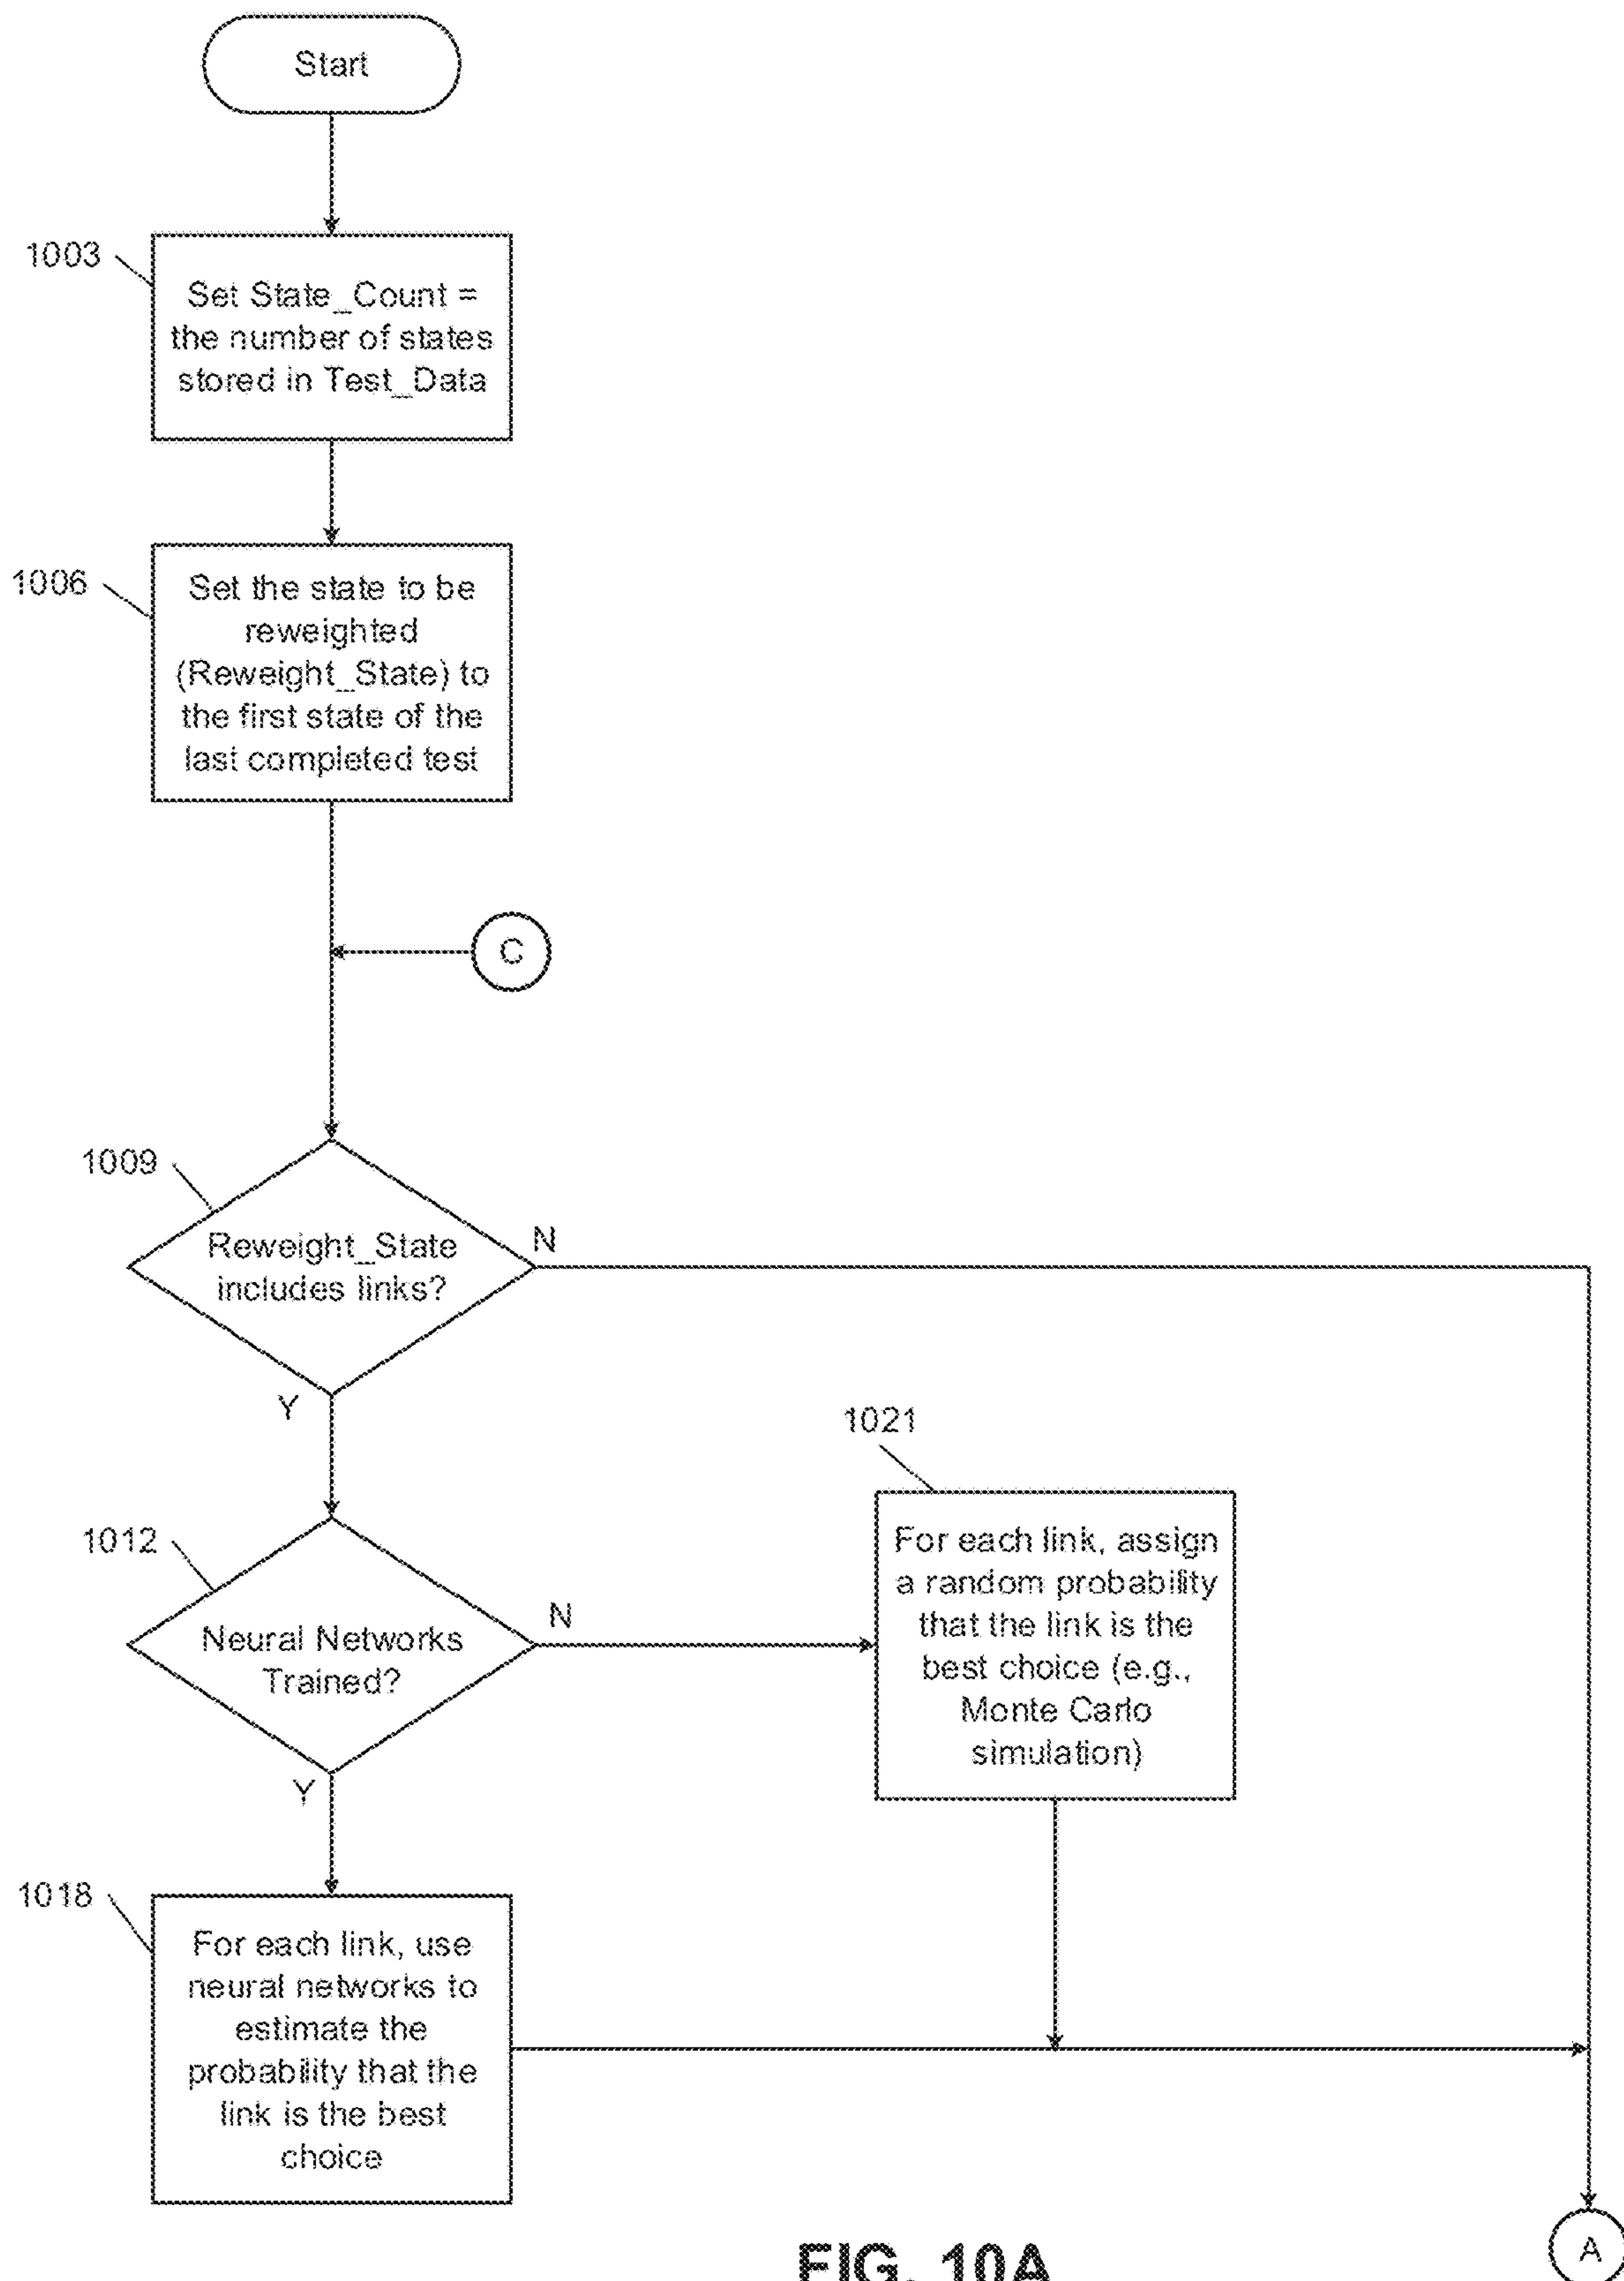 Start
1003
Set State_Count =
the number of states
stored in Test_Data
1006
Set the state to be
reweighted
(Reweight_State) to
the first state of the
last completed test
C
1009
Reweight_State
includes links?
N
Y
1021
For each link, assign
a random probability
that the link is the
best choice (e.g.,
Monte Carlo
simulation)
1012
Neural Networks
Trained?
N
Y
1018
For each link, use
neural networks to
estimate the
probability that the
link is the best
choice
A
FIG. 10A